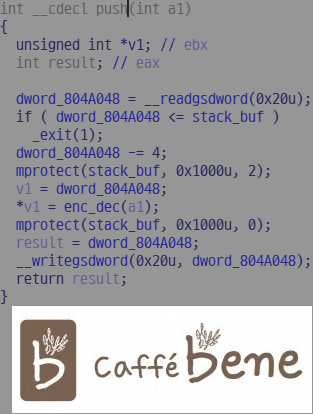 int __cdecl push(int a1)
{
  unsigned int *v1; // ebx
  int result; // eax

  dword_804A048 = __readgsdword(0x20u);
  if ( dword_804A048 <= stack_buf )
    _exit(1);
  dword_804A048 -= 4;
  mprotect(stack_buf, 0x1000u, 2);
  v1 = dword_804A048;
  *v1 = enc_dec(a1);
  mprotect(stack_buf, 0x1000u, 0);
  result = dword_804A048;
  __writegsdword(0x20u, dword_804A048);
  return result;
}
b Caffé bene